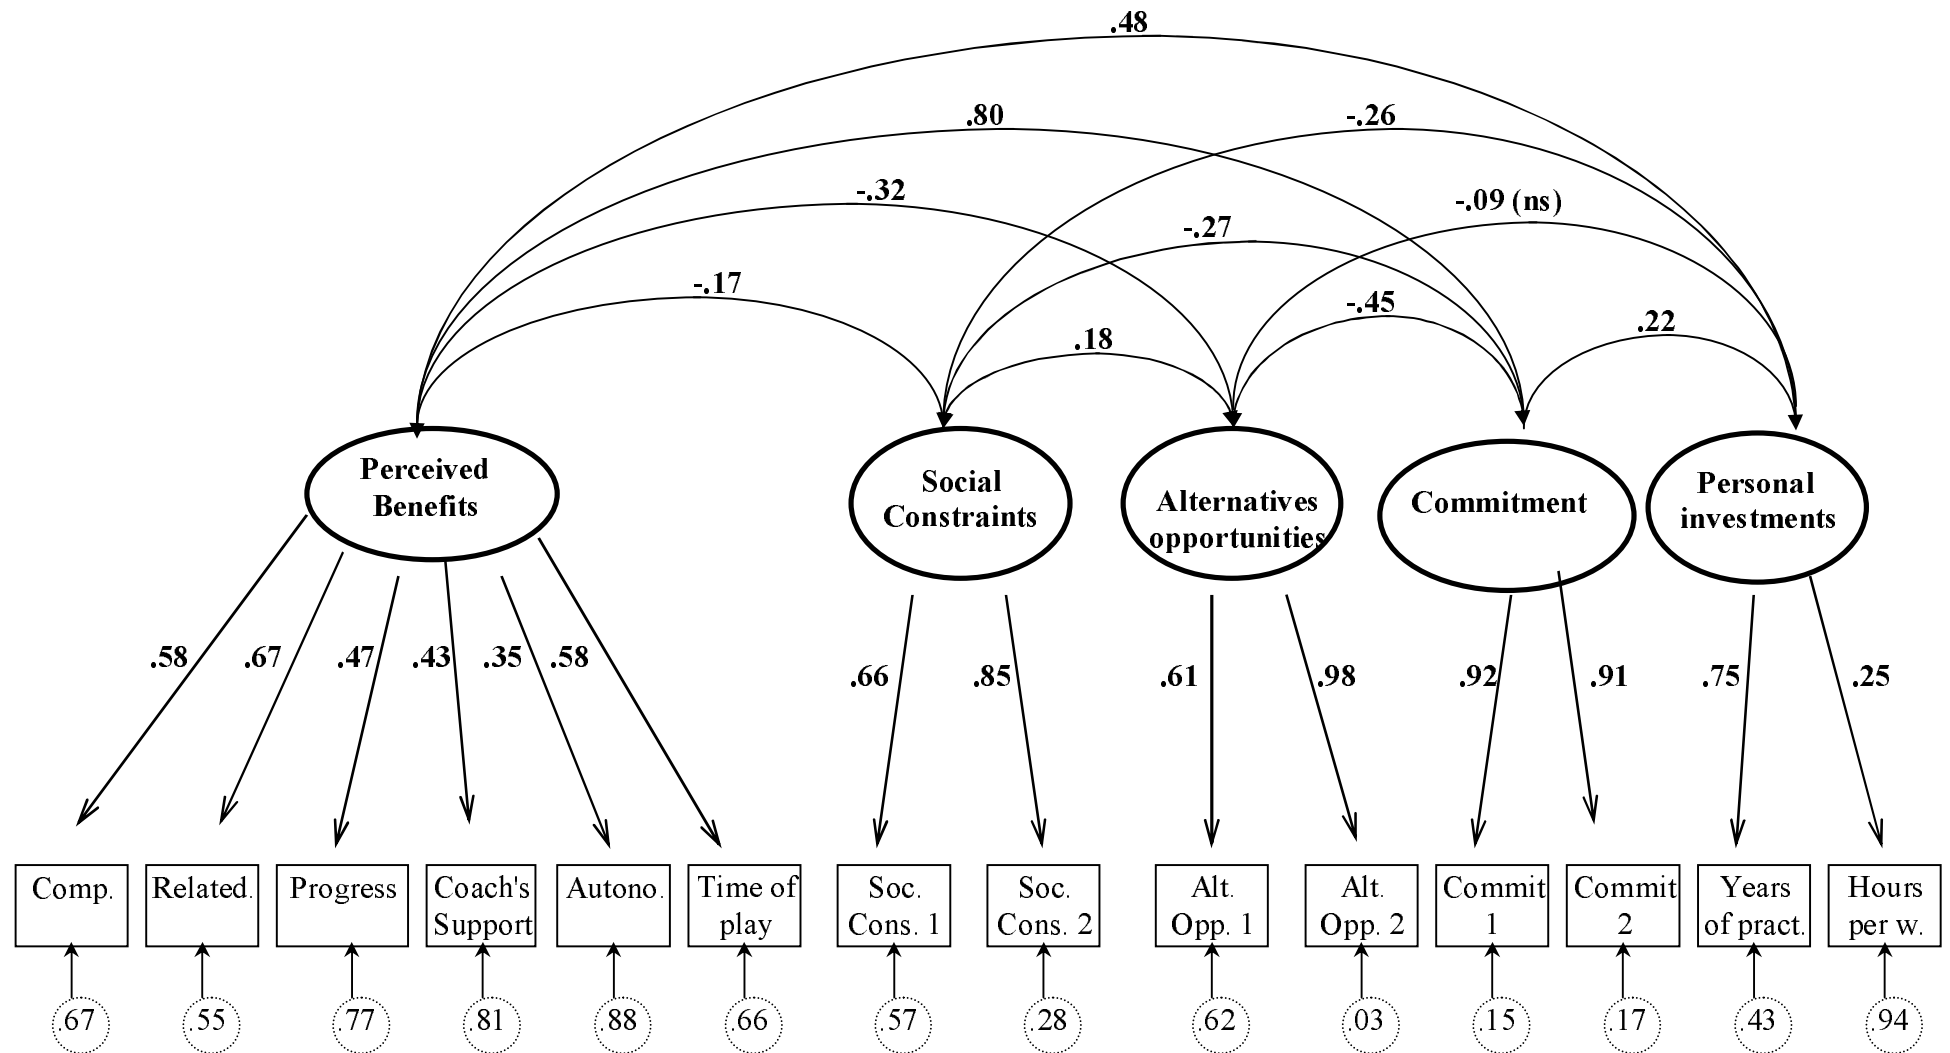 .48
.80
-.26
-.32
-.09 (ns)
-.27
-.17
-.45
.18
.22
Perceived
Benefits
Social
Constraints
Alternatives
opportunities
Commitment
Personal
investments
.58
.67
.47
.43
.35
.58
.66
.85
.61
.98
.92
.91
.75
.25
Comp.
Related.
Progress
Coach's
Support
Autono.
Time of
play
Soc.
Cons. 1
Soc.
Cons. 2
Alt.
Opp. 1
Alt.
Opp. 2
Commit
1
Commit
2
Years
of pract.
Hours
per w.
.67
.55
.77
.81
.88
.66
.57
.28
.62
.03
.15
.17
.43
.94